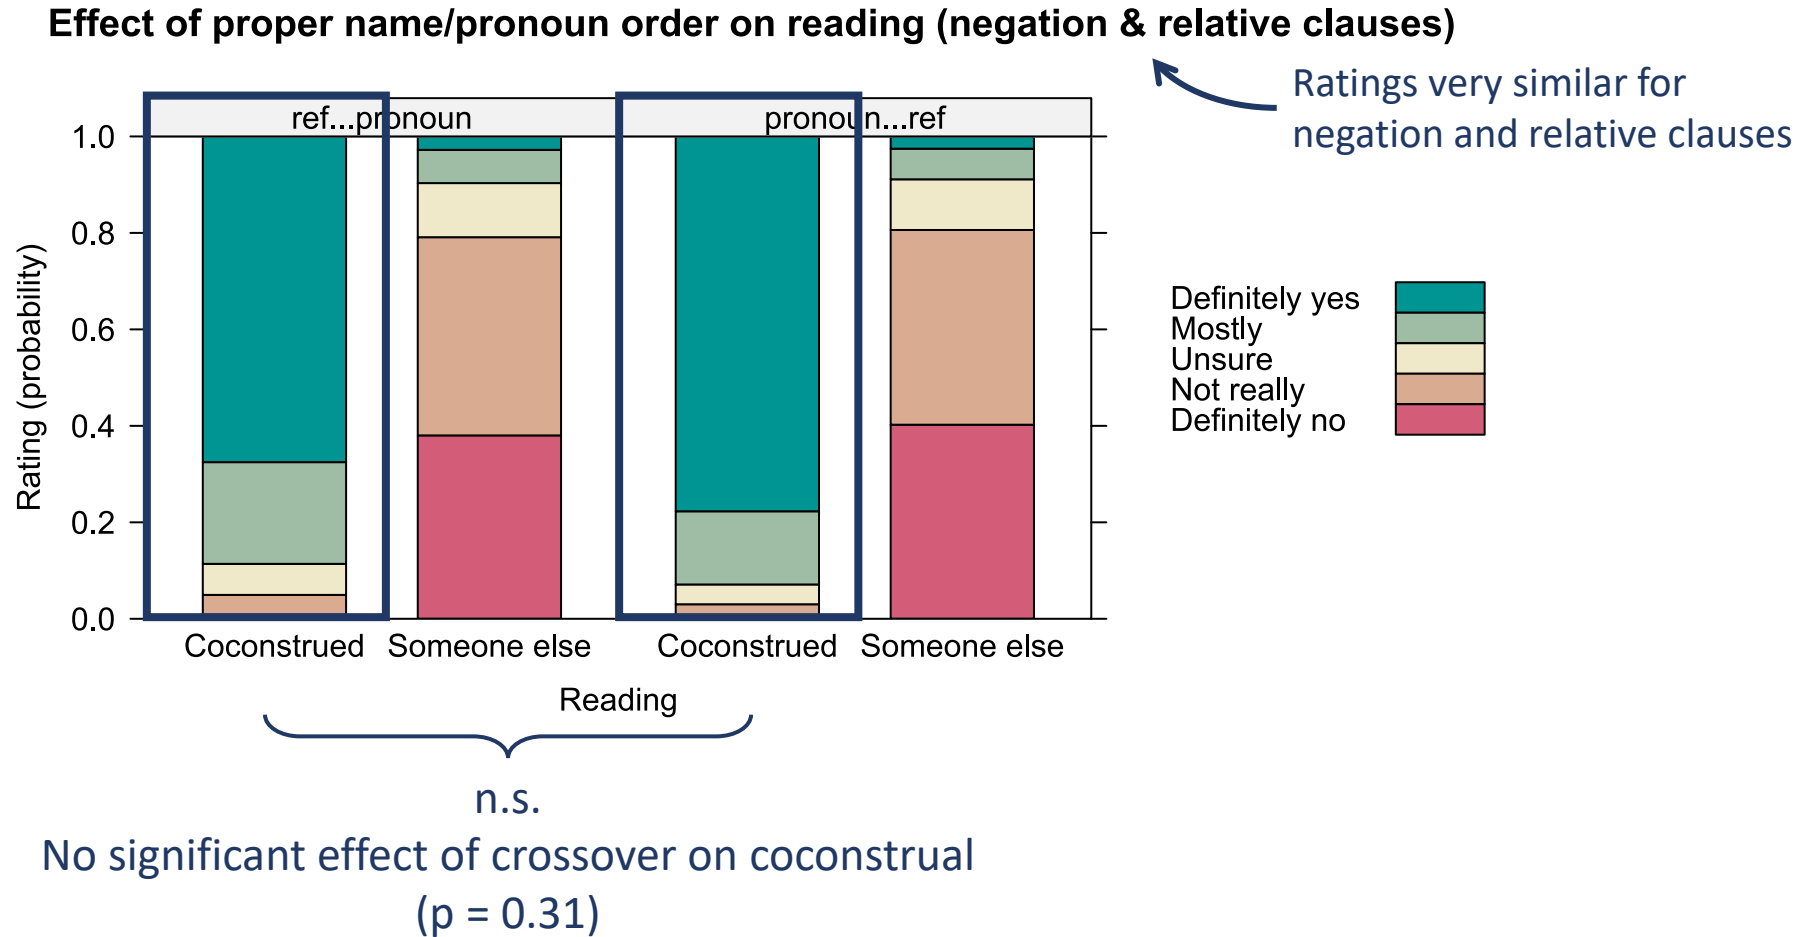 Effect of proper name/pronoun order on reading (negation & relative clauses)
Ratings very similar for
negation and relative clauses
ref...pronoun
pronoun...ref
1.0
0.8
0.6
0.4
0.2
0.0
Rating (probability)
Coconstrued
Someone else
Coconstrued
Someone else
Reading
Definitely yes
Mostly
Unsure
Not really
Definitely no
n.s.
No significant effect of crossover on coconstrual
(p = 0.31)